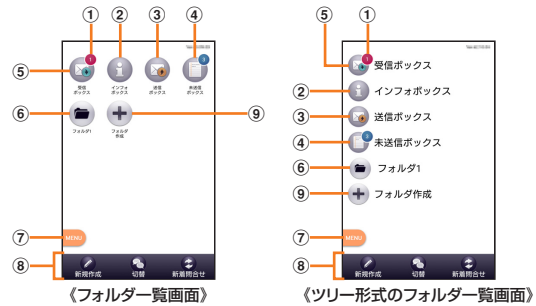 ① ② ③ ④ ⑤ ①
1 3
⑤ 受信ボックス インフォボックス 送信ボックス 未送信ボックス
1 受信ボックス
② インフォボックス
③ 送信ボックス
④ 3 未送信ボックス
⑥ フォルダ1 フォルダ作成 ⑨
⑥ フォルダ1
⑨ フォルダ作成
⑦ MENU
⑦ MENU
⑧ 新規作成 切替 新着問合せ
⑧ 新規作成 切替 新着問合せ
《フォルダ一覧画面》
《ツリー形式のフォルダ一覧画面》